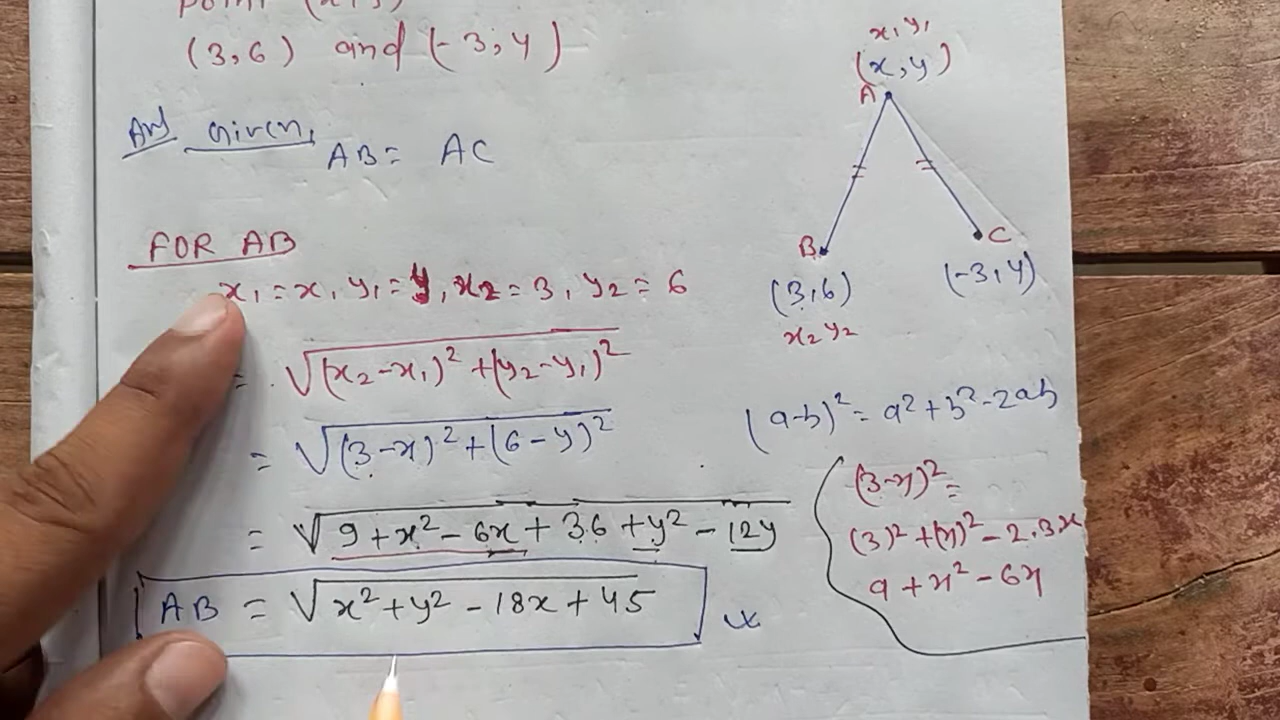 (3,6) and (-3,4)
Ans Given,
AB = AC
FOR AB
x₁ = x, y₁ = y, x₂ = 3, y₂ = 6
= √(x₂-x₁)² + (y₂-y₁)²
= √(3-x)² + (6-y)²
= √9 + x² - 6x + 36 + y² - 12y
AB = √x² + y² - 18x + 45
x₁y₁
(x,y)
A
B
C
(3,6)
(-3,4)
x₂ y₂
(a-b)² = a² + b² - 2ab
(3-x)² =
(3)² + (x)² - 2.3x
9 + x² - 6x